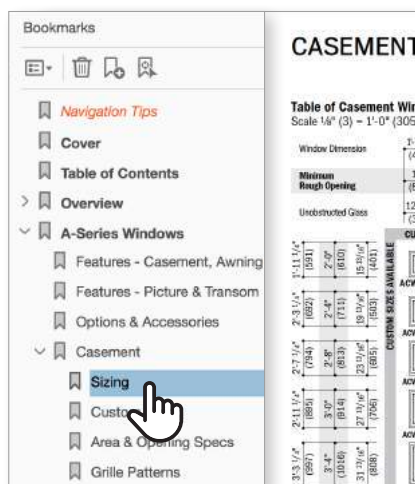 Bookmarks
Navigation Tips
Cover
Table of Contents
Overview
A-Series Windows
Features - Casement, Awning
Features - Picture & Transom
Options & Accessories
Casement
Sizing
Area & Opening Specs
Grille Patterns
CASEMENT
Table of Casement
Scale 1/8" (3) = 1'-0" (305
Window Dimension
Minimum
Rough Opening
Unobstructed Glass
CUSTOM SIZES AVAILABLE
1'-11 1/4" (591)
2'-0" (610)
15 13/16" (401)
2'-3 1/4" (692)
2'-4" (711)
19 13/16" (503)
2'-7 1/4" (794)
2'-8" (813)
23 13/16" (605)
2'-11 1/4" (895)
3'-0" (914)
27 13/16" (706)
3'-3 1/4" (997)
3'-4" (1016)
31 13/16" (808)